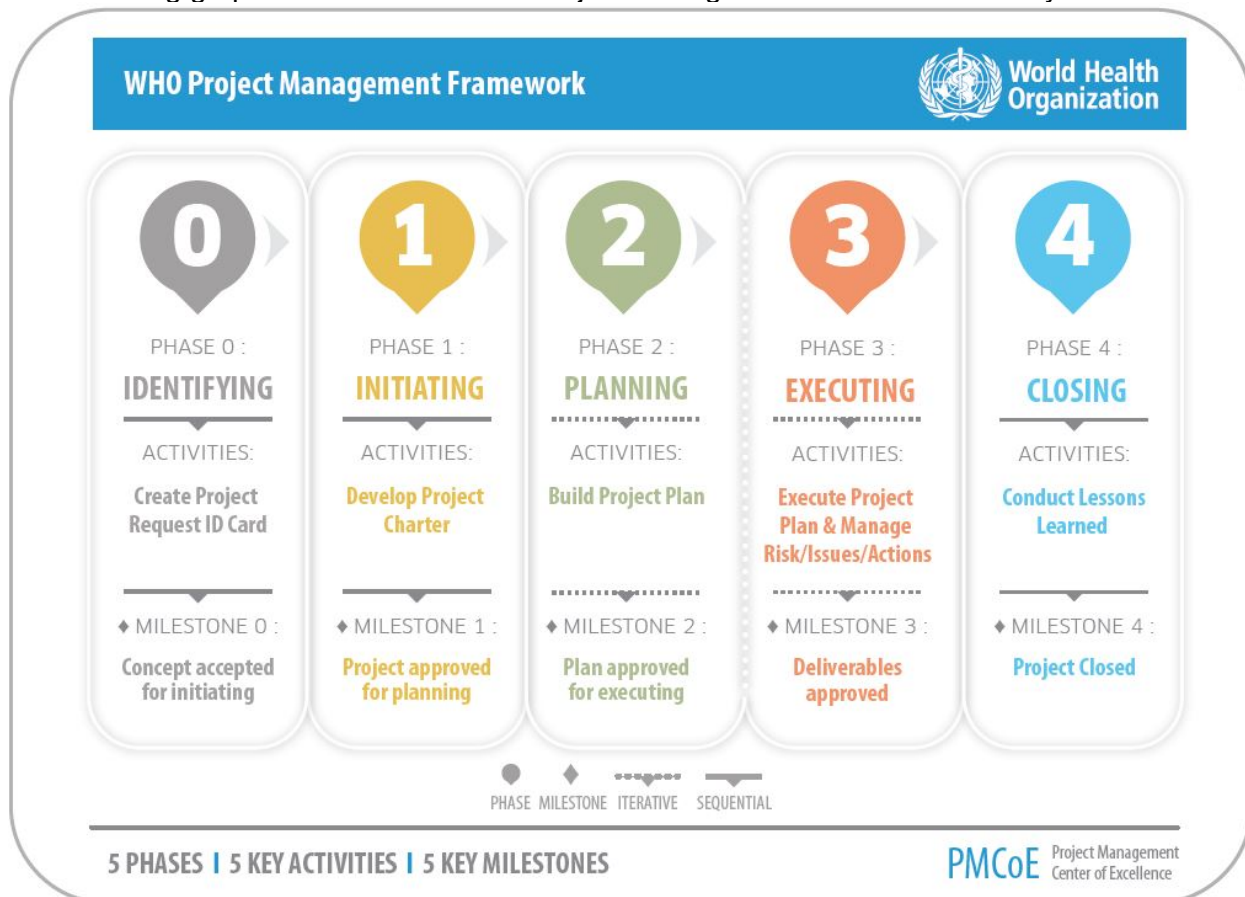 WHO Project Management Framework
World Health
Organization
0
PHASE 0 :
IDENTIFYING
ACTIVITIES:
Create Project
Request ID Card
♦ MILESTONE 0 :
Concept accepted
for initiating
1
PHASE 1 :
INITIATING
ACTIVITIES:
Develop Project
Charter
♦ MILESTONE 1 :
Project approved
for planning
2
PHASE 2 :
PLANNING
ACTIVITIES:
Build Project Plan
♦ MILESTONE 2 :
Plan approved
for executing
3
PHASE 3 :
EXECUTING
ACTIVITIES:
Execute Project
Plan & Manage
Risk/Issues/Actions
♦ MILESTONE 3 :
Deliverables
approved
4
PHASE 4 :
CLOSING
ACTIVITIES:
Conduct Lessons
Learned
♦ MILESTONE 4 :
Project Closed
PHASE MILESTONE ITERATIVE SEQUENTIAL
5 PHASES I 5 KEY ACTIVITIES I 5 KEY MILESTONES
PMCoE Project Management
Center of Excellence